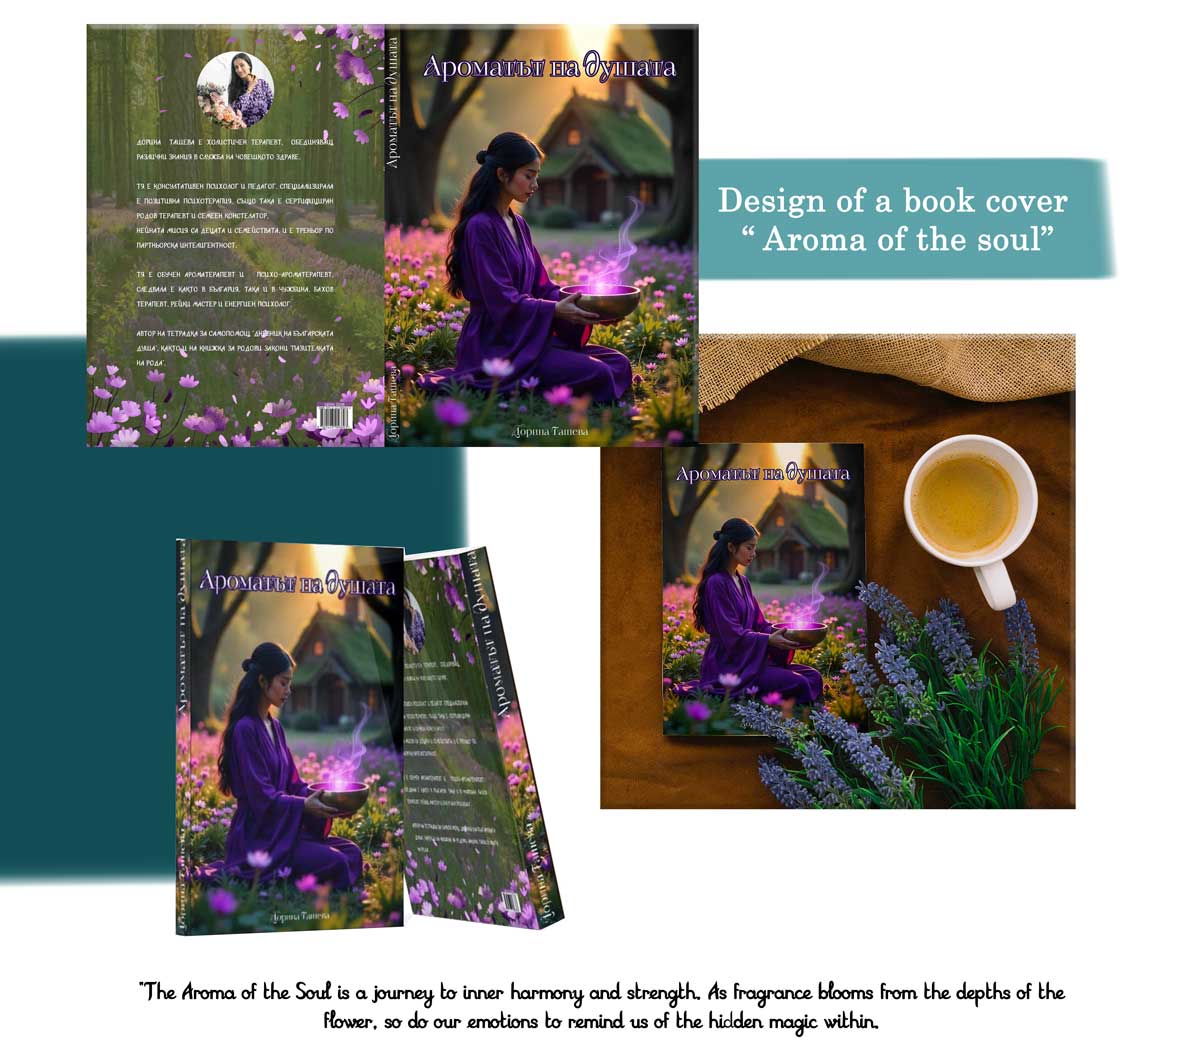 Ароматът на душата
Ароматът на душата
Дорина Ташева
Дорина Ташева
ДОРИНА ТАШЕВА Е ХОЛИСТИЧЕН ТЕРАПЕВТ, ОБЕДИНЯВАЩ
РАЗЛИЧНИ ЗНАНИЯ В СЛУЖБА НА ЧОВЕШКОТО ЗДРАВЕ.
ТЯ Е КОНСУЛТАТИВЕН ПСИХОЛОГ И ПЕДАГОГ, СПЕЦИАЛИЗИРАЛА
Е ПОЗИТИВНА ПСИХОТЕРАПИЯ, СЪЩО ТАКА Е СЕРТИФИЦИРАН
РОДОВ ТЕРАПЕВТ И СЕМЕЕН КОНСТЕЛАТОР.
НЕЙНАТА МИСИЯ СА ДЕЦАТА И СЕМЕЙСТВАТА, И Е ТРЕНЬОР ПО
ПАРТНЬОРСКА ИНТЕЛИГЕНТНОСТ.
ТЯ Е ОБУЧЕН АРОМАТЕРАПЕВТ И ПСИХО-АРОМАТЕРАПЕВТ,
СЛЕДВАЛА Е КАКТО В БЪЛГАРИЯ, ТАКА И В ЧУЖБИНА, БАХОВ
ТЕРАПЕВТ, РЕЙКИ МАСТЕР И ЕНЕРГИЕН ПСИХОЛОГ.
АВТОР НА ТЕТРАДКА ЗА САМОПОМОЩ "ДНЕВНИК НА БЪЛГАРСКАТА
ДУША", КАКТО И НА КНИЖКА ЗА РОДОВИ ЗАКОНИ "ПАЗИТЕЛКАТА
НА РОДА".
Design of a book cover
“ Aroma of the soul”
Ароматът на душата
Ароматът на душата
Ароматът на душата
Ароматът на душата
Дорина Ташева
Дорина Ташева
Дорина Ташева
"The Aroma of the Soul is a journey to inner harmony and strength. As fragrance blooms from the depths of the
flower, so do our emotions to remind us of the hidden magic within.